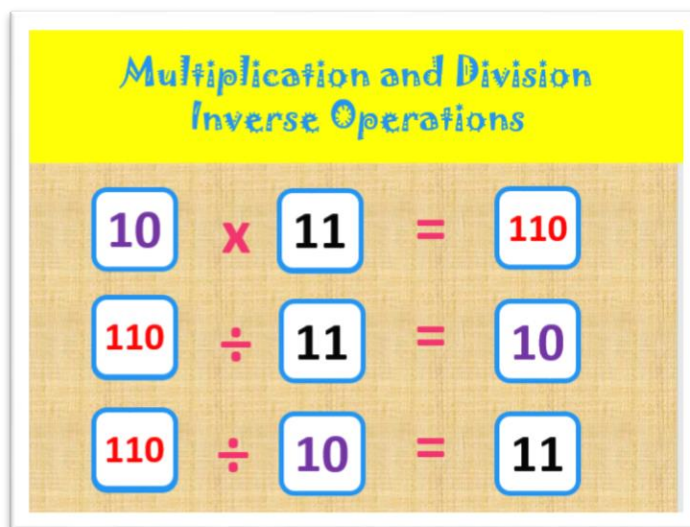 Multiplication and Division
Inverse Operations
10 x 11 = 110
110 ÷ 11 = 10
110 ÷ 10 = 11